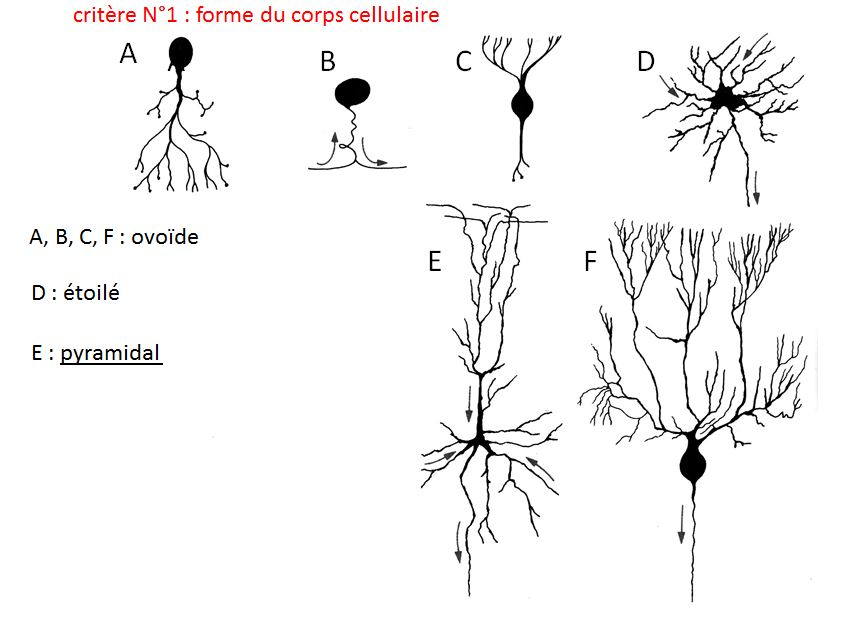 critère N°1 : forme du corps cellulaire
A
B
C
D
A, B, C, F : ovoïde
D : étoilé
E : pyramidal
E
F